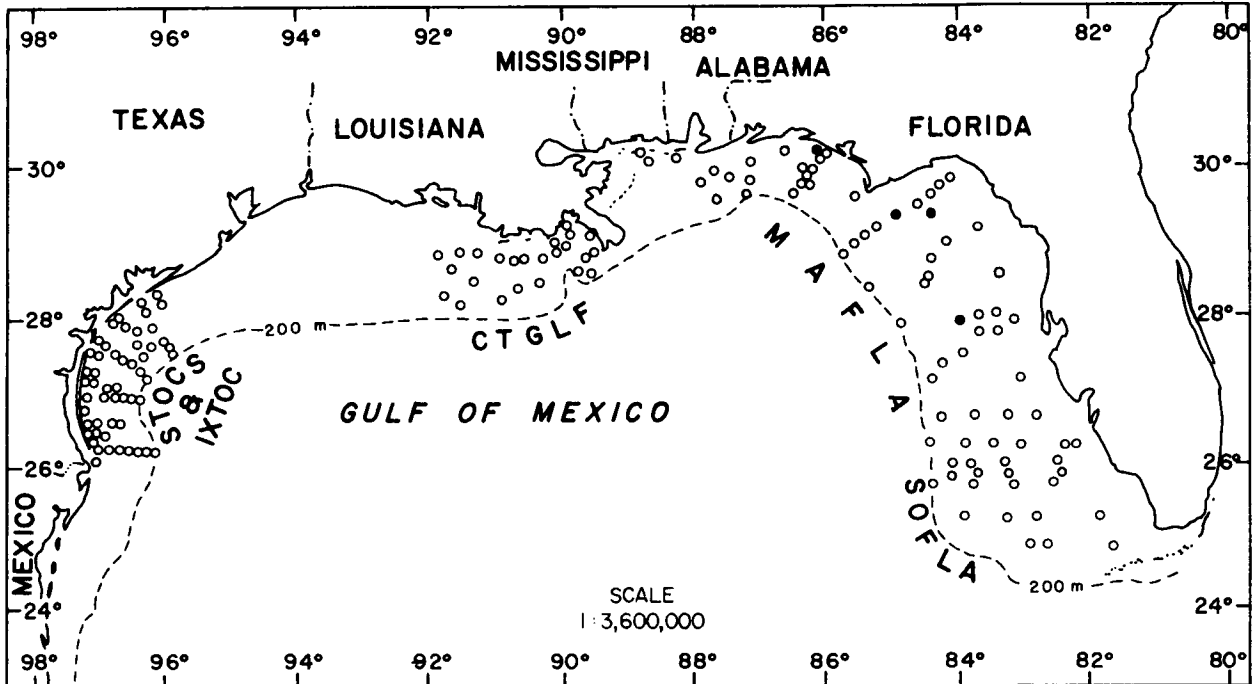 98° 96° 94° 92° 90° 88° 86° 84° 82° 80°
MISSISSIPPI ALABAMA
TEXAS LOUISIANA FLORIDA
30° 30°
MAFLA
28° 28°
200 m
CTGLF
STOCS
&
IXTOC
GULF OF MEXICO
26° 26°
SOFLA
MEXICO
SCALE
1:3,600,000
200 m
24° 24°
98° 96° 94° 92° 90° 88° 86° 84° 82° 80°